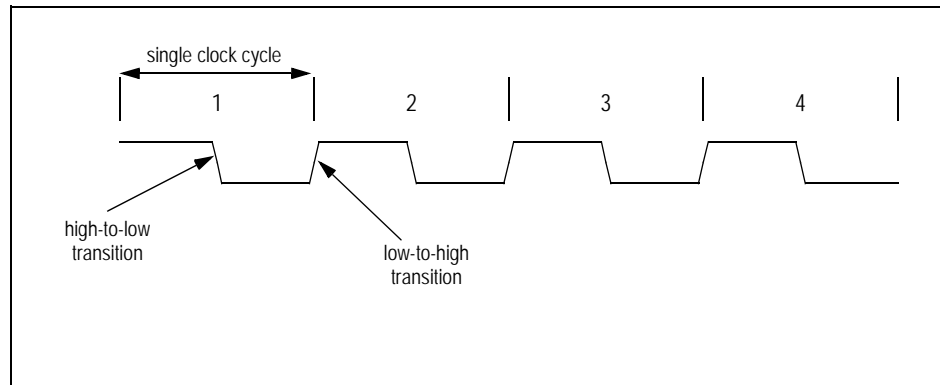 single clock cycle
1 2 3 4
high-to-low
transition
low-to-high
transition